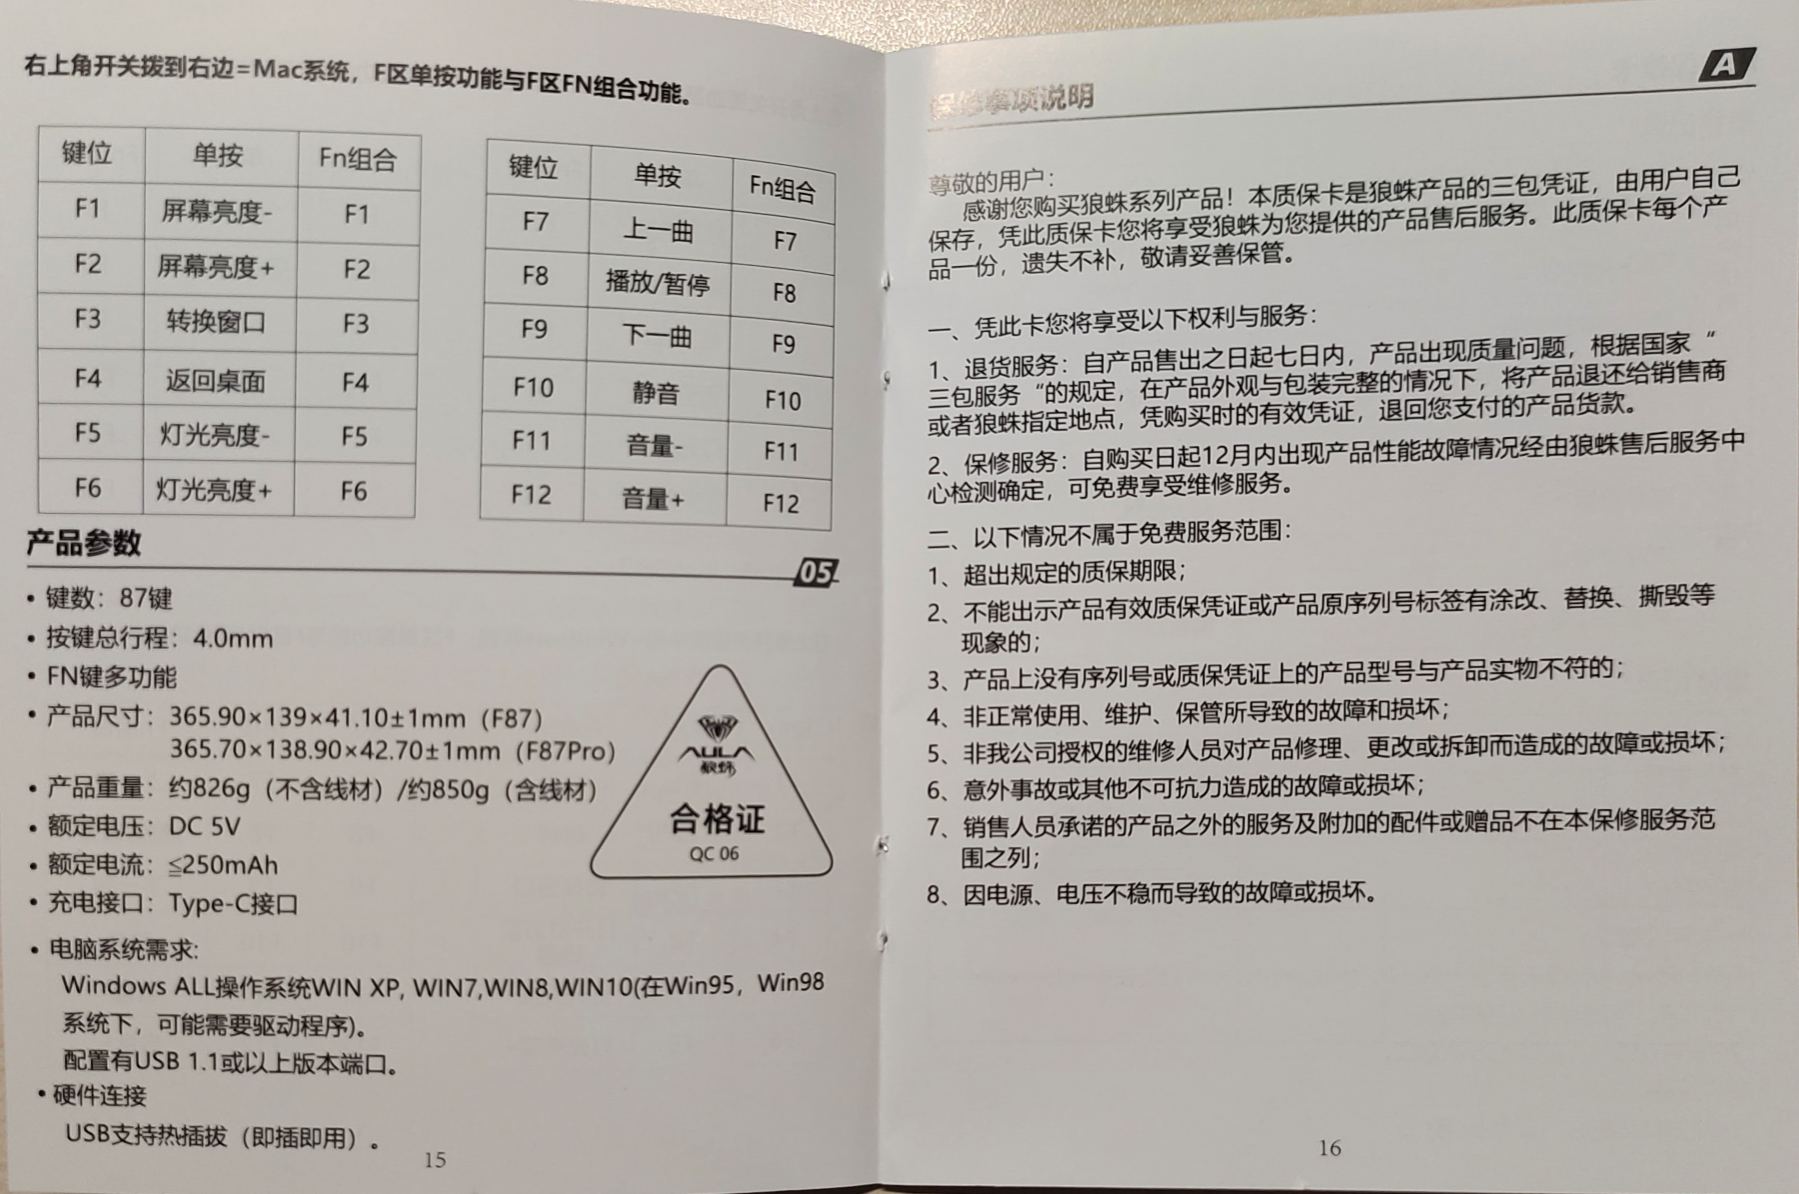 右上角开关拨到右边=Mac系统，F区单按功能与F区FN组合功能。
键位 单按 Fn组合
F1 屏幕亮度- F1
F2 屏幕亮度+ F2
F3 转换窗口 F3
F4 返回桌面 F4
F5 灯光亮度- F5
F6 灯光亮度+ F6
键位 单按 Fn组合
F7 上一曲 F7
F8 播放/暂停 F8
F9 下一曲 F9
F10 静音 F10
F11 音量- F11
F12 音量+ F12
产品参数
05
• 键数：87键
• 按键总行程：4.0mm
• FN键多功能
• 产品尺寸：365.90×139×41.10±1mm（F87）
365.70×138.90×42.70±1mm（F87Pro）
• 产品重量：约826g（不含线材）/约850g（含线材）
• 额定电压：DC 5V
• 额定电流：≦250mAh
• 充电接口：Type-C接口
• 电脑系统需求:
Windows ALL操作系统WIN XP, WIN7,WIN8,WIN10(在Win95，Win98
系统下，可能需要驱动程序)。
配置有USB 1.1或以上版本端口。
• 硬件连接
USB支持热插拔（即插即用）。
AULA
狼蛛
合格证
QC 06
15
A
保修事项说明
尊敬的用户：
感谢您购买狼蛛系列产品！本质保卡是狼蛛产品的三包凭证，由用户自己
保存，凭此质保卡您将享受狼蛛为您提供的产品售后服务。此质保卡每个产
品一份，遗失不补，敬请妥善保管。
一、凭此卡您将享受以下权利与服务：
1、退货服务：自产品售出之日起七日内，产品出现质量问题，根据国家“
三包服务“的规定，在产品外观与包装完整的情况下，将产品退还给销售商
或者狼蛛指定地点，凭购买时的有效凭证，退回您支付的产品货款。
2、保修服务：自购买日起12月内出现产品性能故障情况经由狼蛛售后服务中
心检测确定，可免费享受维修服务。
二、以下情况不属于免费服务范围：
1、超出规定的质保期限；
2、不能出示产品有效质保凭证或产品原序列号标签有涂改、替换、撕毁等
现象的；
3、产品上没有序列号或质保凭证上的产品型号与产品实物不符的；
4、非正常使用、维护、保管所导致的故障和损坏；
5、非我公司授权的维修人员对产品修理、更改或拆卸而造成的故障或损坏；
6、意外事故或其他不可抗力造成的故障或损坏；
7、销售人员承诺的产品之外的服务及附加的配件或赠品不在本保修服务范
围之列；
8、因电源、电压不稳而导致的故障或损坏。
16